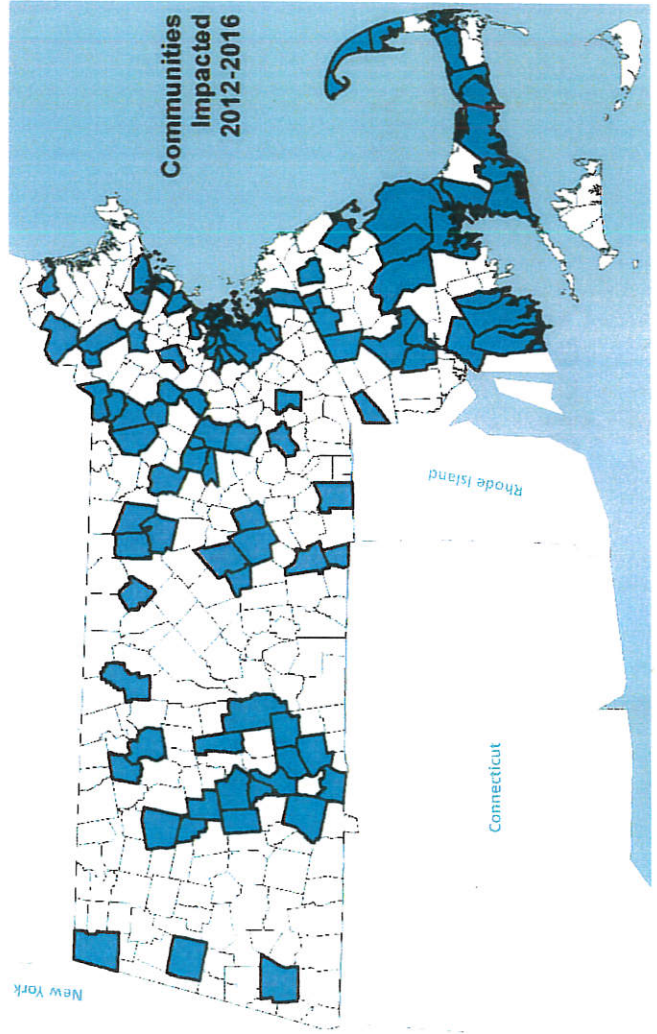 Communities
Impacted
2012-2016
Rhode Island
Connecticut
New York